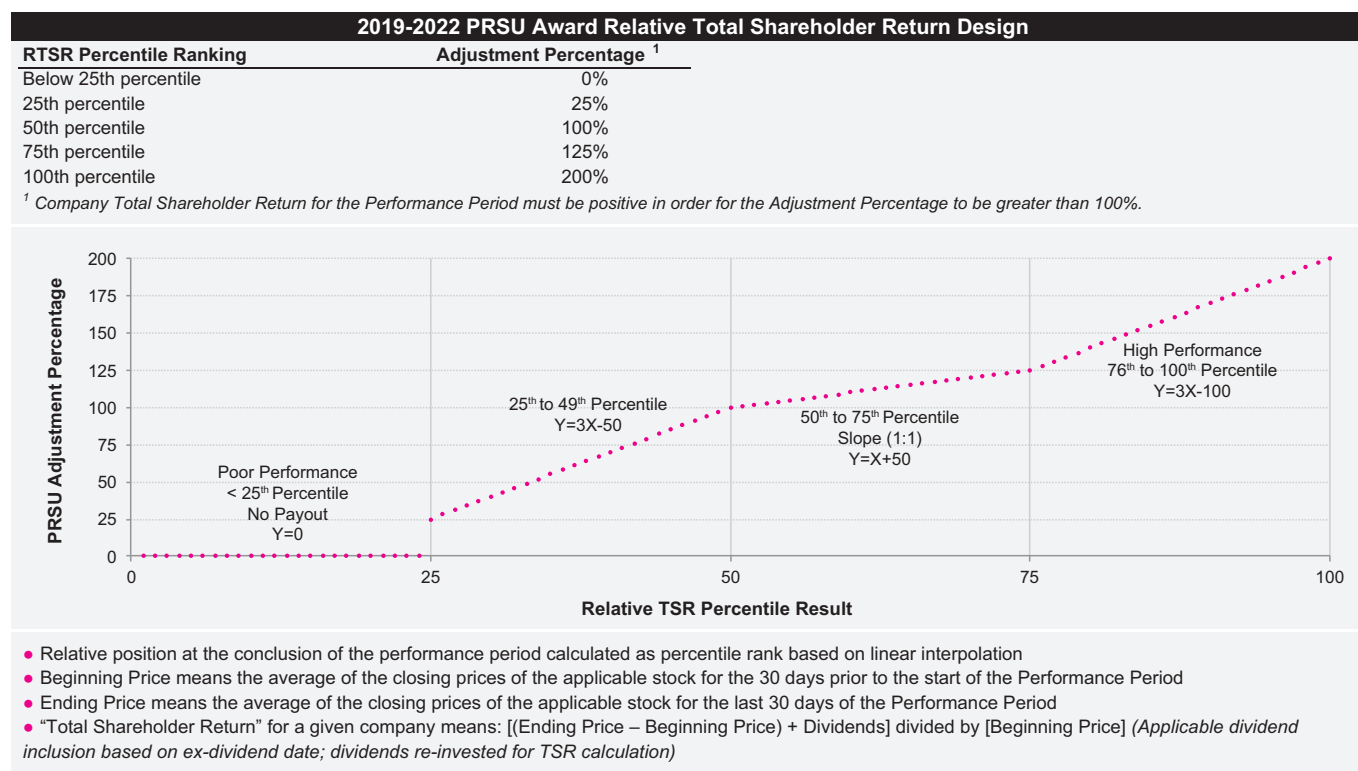 2019-2022 PRSU Award Relative Total Shareholder Return Design
RTSR Percentile Ranking Adjustment Percentage 1
Below 25th percentile 0%
25th percentile 25%
50th percentile 100%
75th percentile 125%
100th percentile 200%
1 Company Total Shareholder Return for the Performance Period must be positive in order for the Adjustment Percentage to be greater than 100%.
PRSU Adjustment Percentage
200
175
150
125
100
75
50
25
0
Poor Performance
< 25th Percentile
No Payout
Y=0
25th to 49th Percentile
Y=3X-50
50th to 75th Percentile
Slope (1:1)
Y=X+50
High Performance
76th to 100th Percentile
Y=3X-100
0 25 50 75 100
Relative TSR Percentile Result
● Relative position at the conclusion of the performance period calculated as percentile rank based on linear interpolation
● Beginning Price means the average of the closing prices of the applicable stock for the 30 days prior to the start of the Performance Period
● Ending Price means the average of the closing prices of the applicable stock for the last 30 days of the Performance Period
● “Total Shareholder Return” for a given company means: [(Ending Price – Beginning Price) + Dividends] divided by [Beginning Price] (Applicable dividend
inclusion based on ex-dividend date; dividends re-invested for TSR calculation)